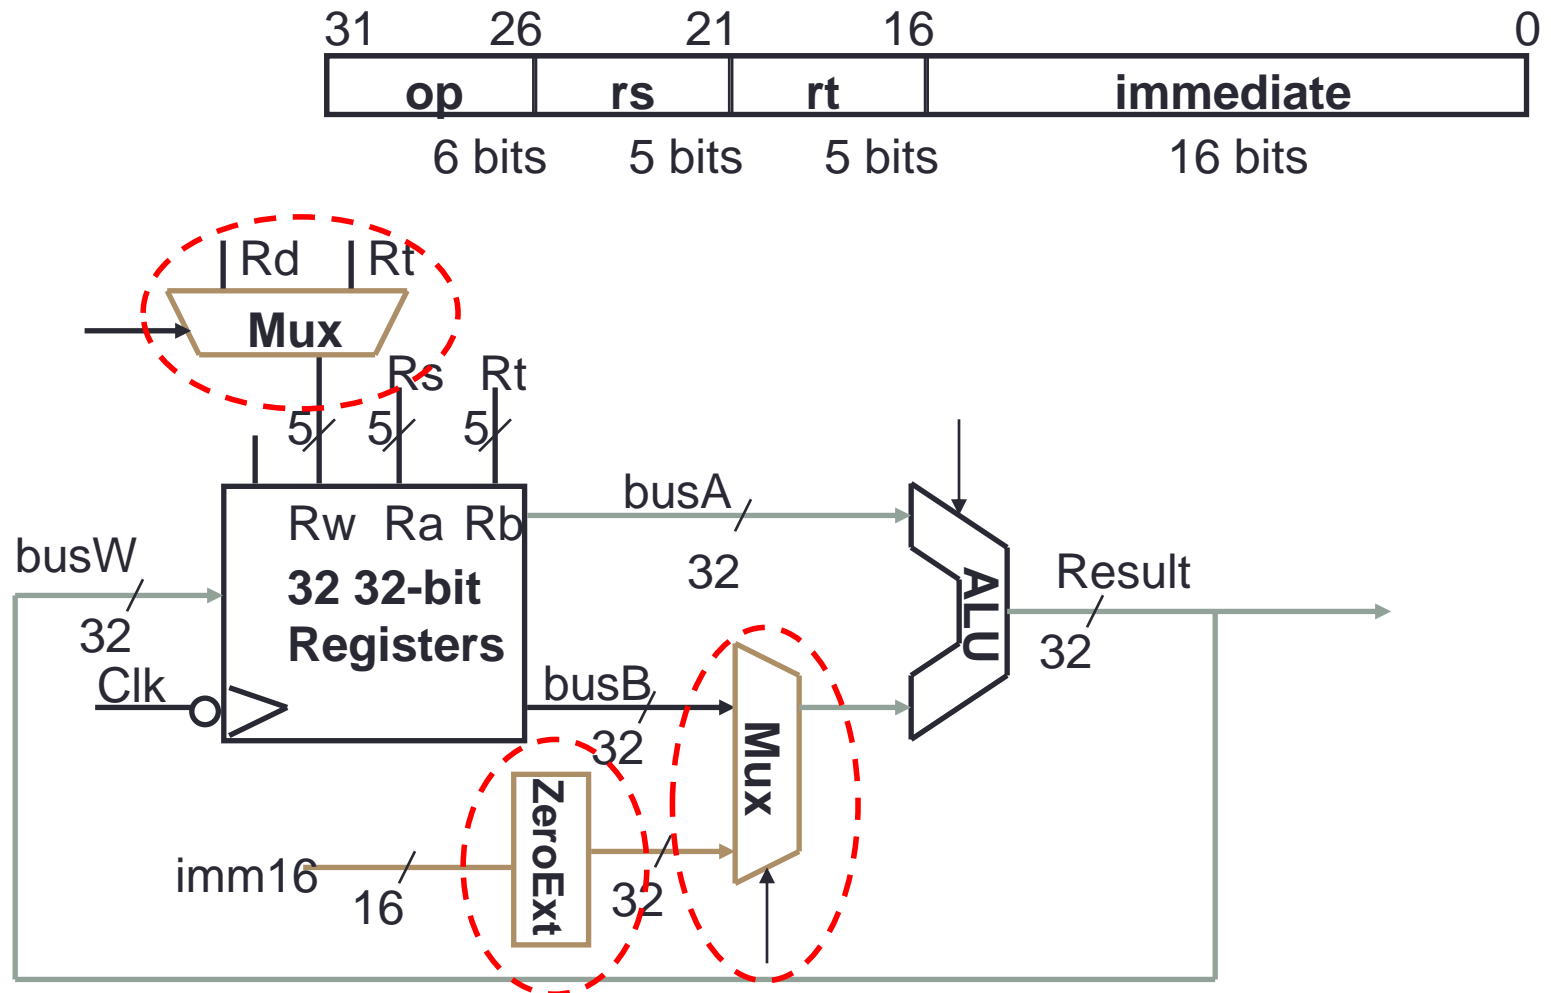 31 26 21 16 0
op rs rt immediate
6 bits 5 bits 5 bits 16 bits
Rd Rt
Mux
Rs Rt
5 5 5
busA
Rw Ra Rb
busW
32
32 32-bit
Registers
Result
ALU
32
32
Clk
busB
32
Mux
ZeroExt
imm16
16
32